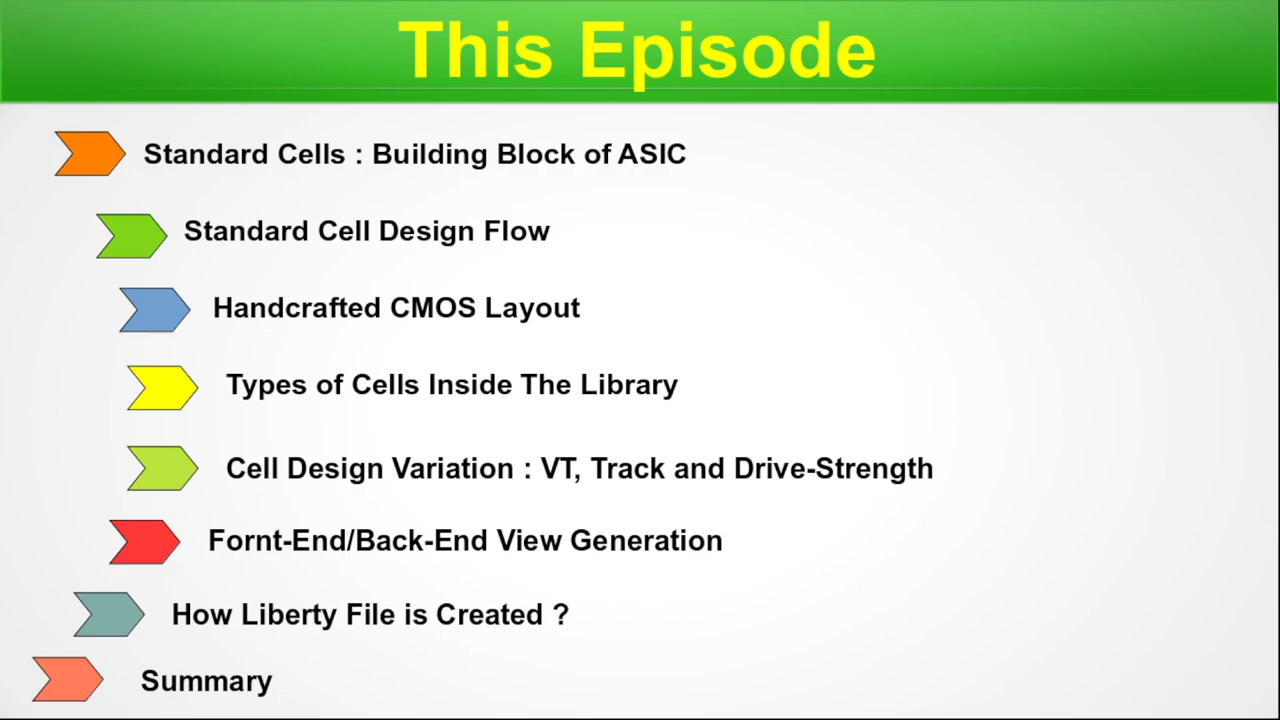 This Episode
Standard Cells : Building Block of ASIC
Standard Cell Design Flow
Handcrafted CMOS Layout
Types of Cells Inside The Library
Cell Design Variation : VT, Track and Drive-Strength
Fornt-End/Back-End View Generation
How Liberty File is Created ?
Summary